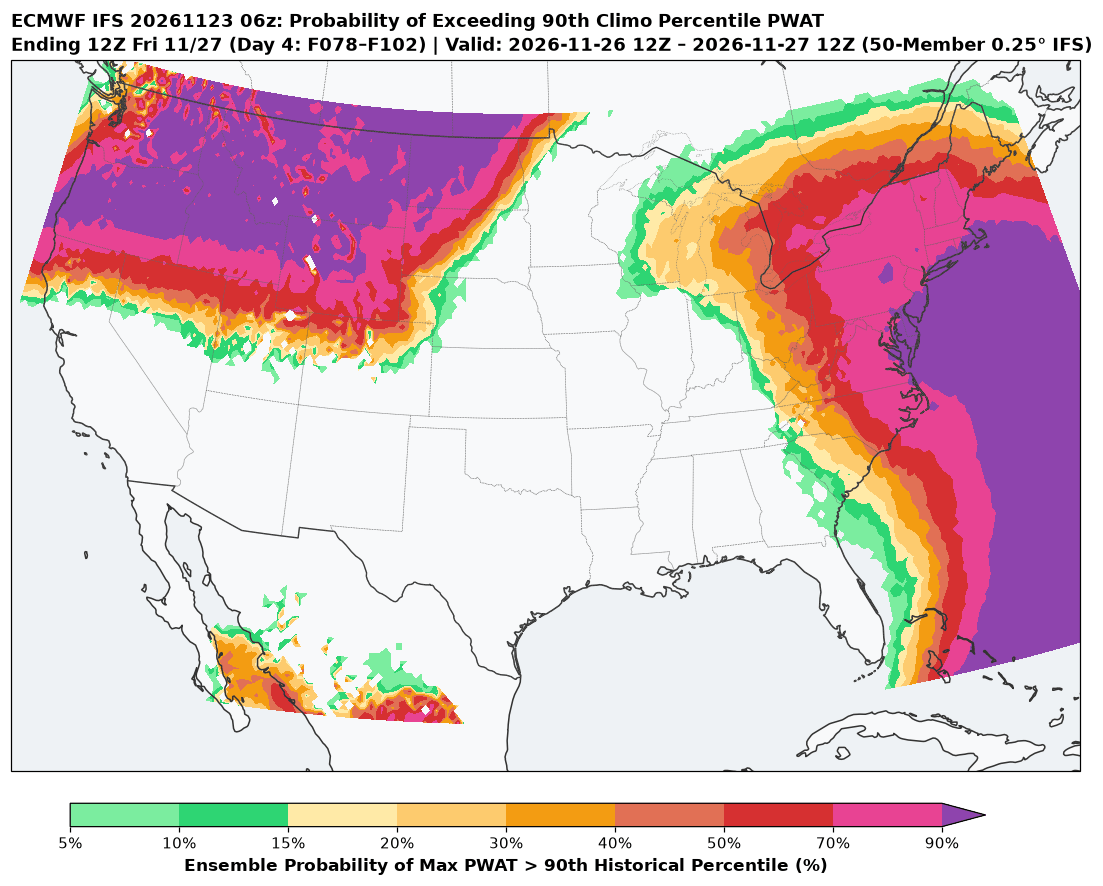 ECMWF IFS 20261123 06z: Probability of Exceeding 90th Climo Percentile PWAT
Ending 12Z Fri 11/27 (Day 4: F078–F102) | Valid: 2026-11-26 12Z – 2026-11-27 12Z (50-Member 0.25° IFS)
5% 10% 15% 20% 30% 40% 50% 70% 90%
Ensemble Probability of Max PWAT > 90th Historical Percentile (%)